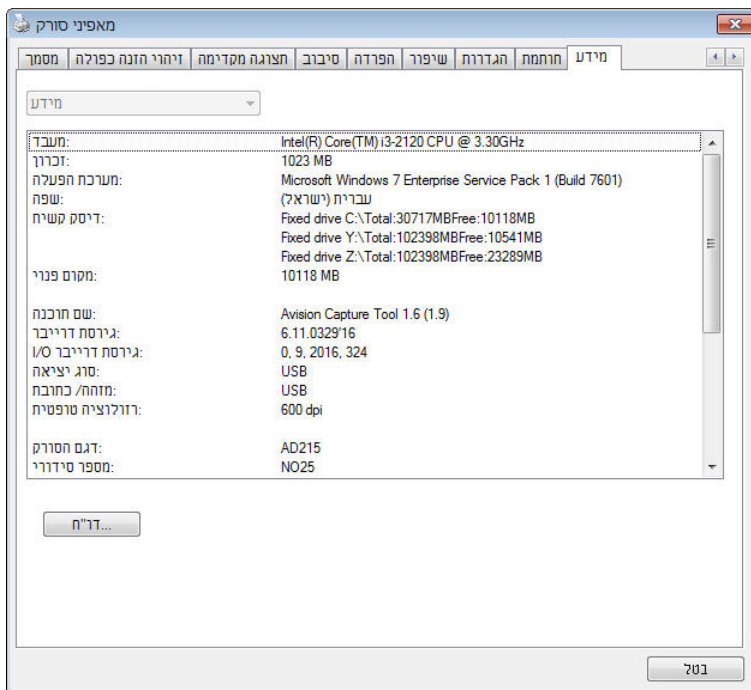 מאפייני סורק
מסמך זיהוי הזנה כפולה תצוגה מקדימה סיבוב הפרדה שיפור הגדרות חותמת מידע
מידע
מעבד: Intel(R) Core(TM) i3-2120 CPU @ 3.30GHz
זכרון: 1023 MB
מערכת הפעלה: Microsoft Windows 7 Enterprise Service Pack 1 (Build 7601)
שפה: עברית (ישראל)
דיסק קשיח: Fixed drive C:\Total:30717MBFree:10118MB
Fixed drive Y:\Total:102398MBFree:10541MB
Fixed drive Z:\Total:102398MBFree:23289MB
מקום פנוי: 10118 MB
שם תוכנה: Avision Capture Tool 1.6 (1.9)
גירסת דרייבר: 6.11.0329'16
גירסת דרייבר I/O: 0, 9, 2016, 324
סוג יציאה: USB
מזהה/ כתובת: USB
רזולוציה טופטית: 600 dpi
דגם הסורק: AD215
מספר סידורי: NO25
דר"ח...
בטל